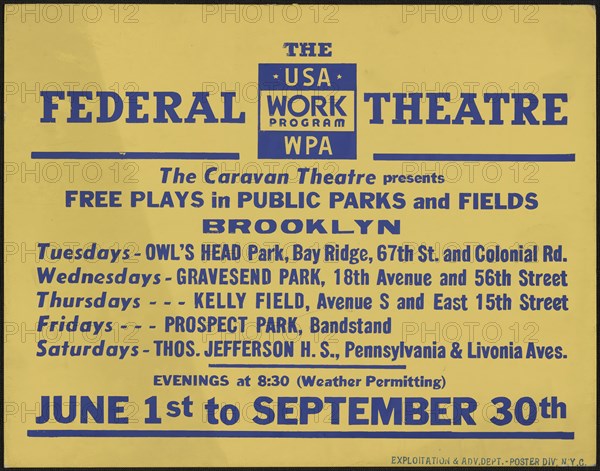 THE
FEDERAL ★ USA ★ WORK PROGRAM WPA THEATRE
The Caravan Theatre presents
FREE PLAYS in PUBLIC PARKS and FIELDS
BROOKLYN
Tuesdays - OWL'S HEAD Park, Bay Ridge, 67th St. and Colonial Rd.
Wednesdays - GRAVESEND PARK, 18th Avenue and 56th Street
Thursdays - - - KELLY FIELD, Avenue S and East 15th Street
Fridays - - - PROSPECT PARK, Bandstand
Saturdays - THOS. JEFFERSON H. S., Pennsylvania & Livonia Aves.
EVENINGS at 8:30 (Weather Permitting)
JUNE 1st to SEPTEMBER 30th
EXPLOITATION & ADV. DEPT. - POSTER DIV. N.Y.C.
PHOTO 12